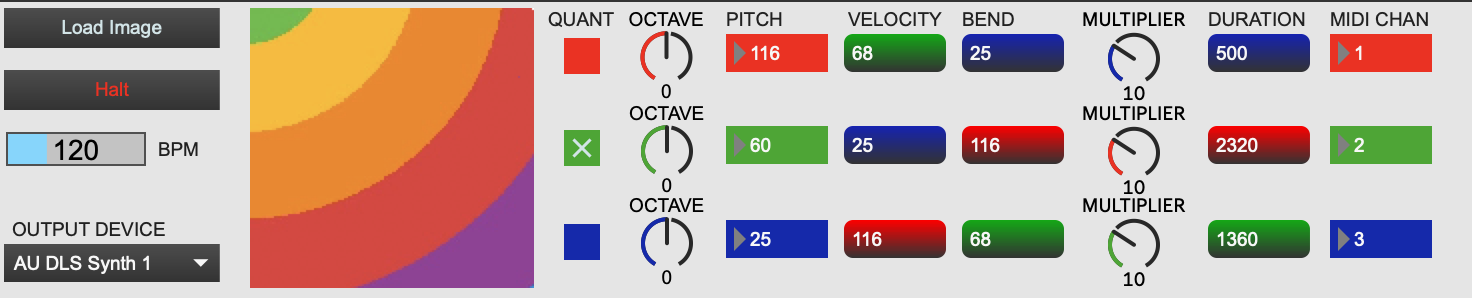 Load Image
Halt
120 BPM
OUTPUT DEVICE
AU DLS Synth 1
QUANT OCTAVE PITCH VELOCITY BEND MULTIPLIER DURATION MIDI CHAN
116 68 25 500 1
0 10
OCTAVE MULTIPLIER
60 25 116 2320 2
0 10
OCTAVE MULTIPLIER
25 116 68 1360 3
0 10